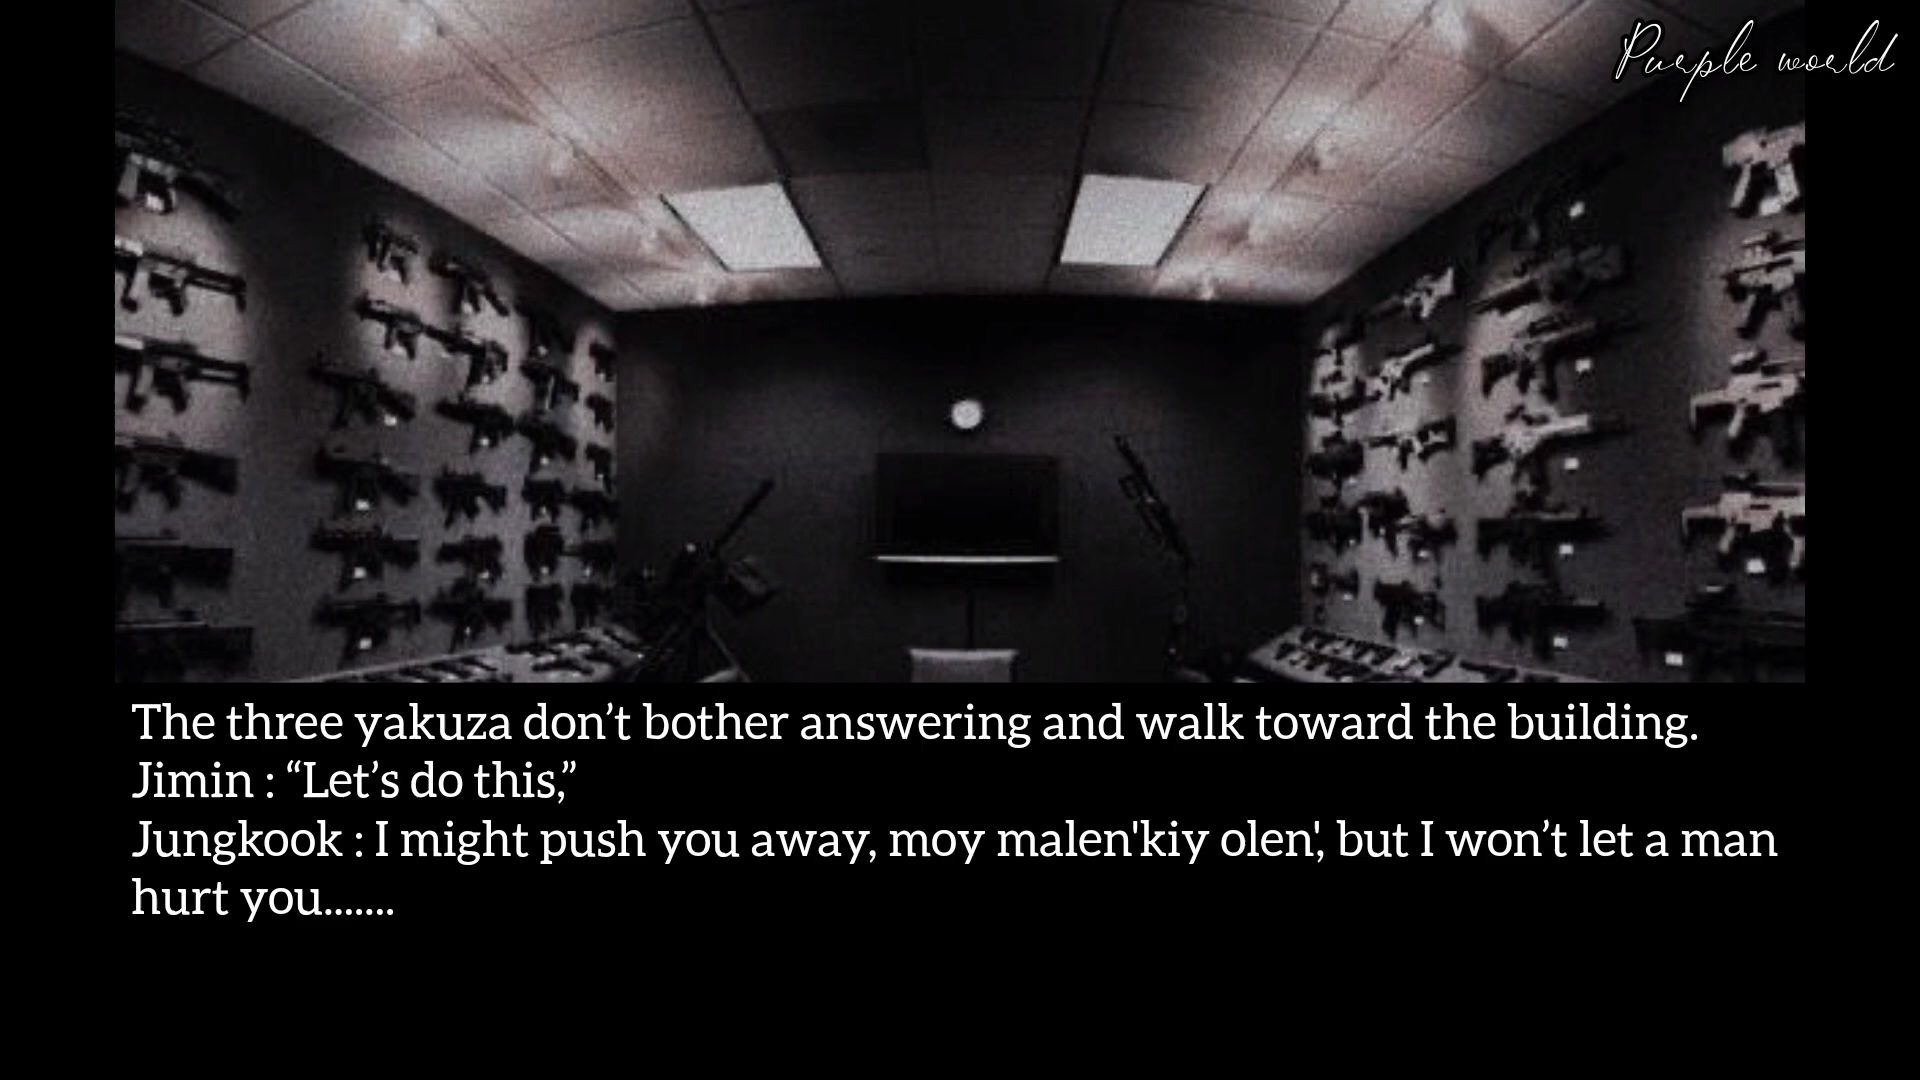 Purple world
The three yakuza don’t bother answering and walk toward the building.
Jimin : “Let’s do this,”
Jungkook : I might push you away, moy malen'kiy olen', but I won’t let a man
hurt you.......